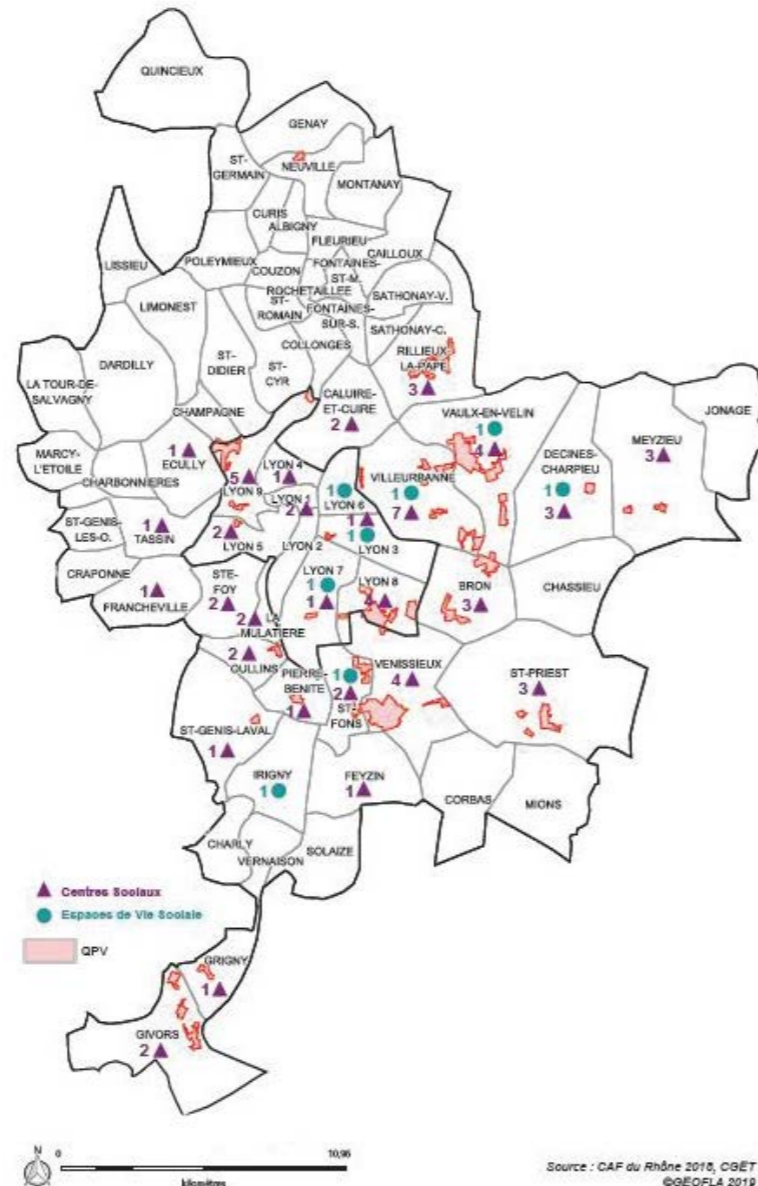 QUINCIEUX
GENAY
ST-
GERMAIN
NEUVILLE
MONTANAY
CURIS
ALBIGNY
FLEURIEU
CAILLOUX
LISSIEU
POLEYMIEUX
COUZON
FONTAINES-
ST-M.
ROCHETAILLEE
SATHONAY-V.
LIMONEST
ST-
ROMAIN
FONTAINES-
SUR-S.
SATHONAY-C.
COLLONGES
RILLIEUX
LA-PAPE
3
DARDILLY
ST-
DIDIER
ST-
CYR
LA TOUR-DE-
SALVAGNY
CHAMPAGNE
CALUIRE-
ET-CUIRE
2
VAULX-EN-VELIN
1
4
JONAGE
MEYZIEU
3
MARCY-
L'ETOILE
CHARBONNIERES
1
ECULLY
5
LYON 9
LYON 4
1
DECINES-
CHARPIEU
1
3
VILLEURBANNE
1
7
1
LYON 6
LYON 1
2
1
1
LYON 3
ST-GENIS-
LES-O.
1
TASSIN
2
LYON 5
LYON 2
CRAPONNE
1
FRANCHEVILLE
STE-
FOY
2
LYON 7
1
1
LYON 8
4
BRON
3
CHASSIEU
2
LA
MULATIERE
2
OULLINS
PIERRE-
BENITE
1
1
2
ST-
FONS
VENISSIEUX
4
ST-PRIEST
3
ST-GENIS-LAVAL
1
IRIGNY
1
FEYZIN
1
CORBAS
MIONS
CHARLY
VERNAISON
SOLAIZE
Centres Sociaux
Espaces de Vie Sociale
QPV
GRIGNY
1
GIVORS
2
N
0
10,95
kilomètres
Source : CAF du Rhône 2018, CGET
©GEOFLA 2019